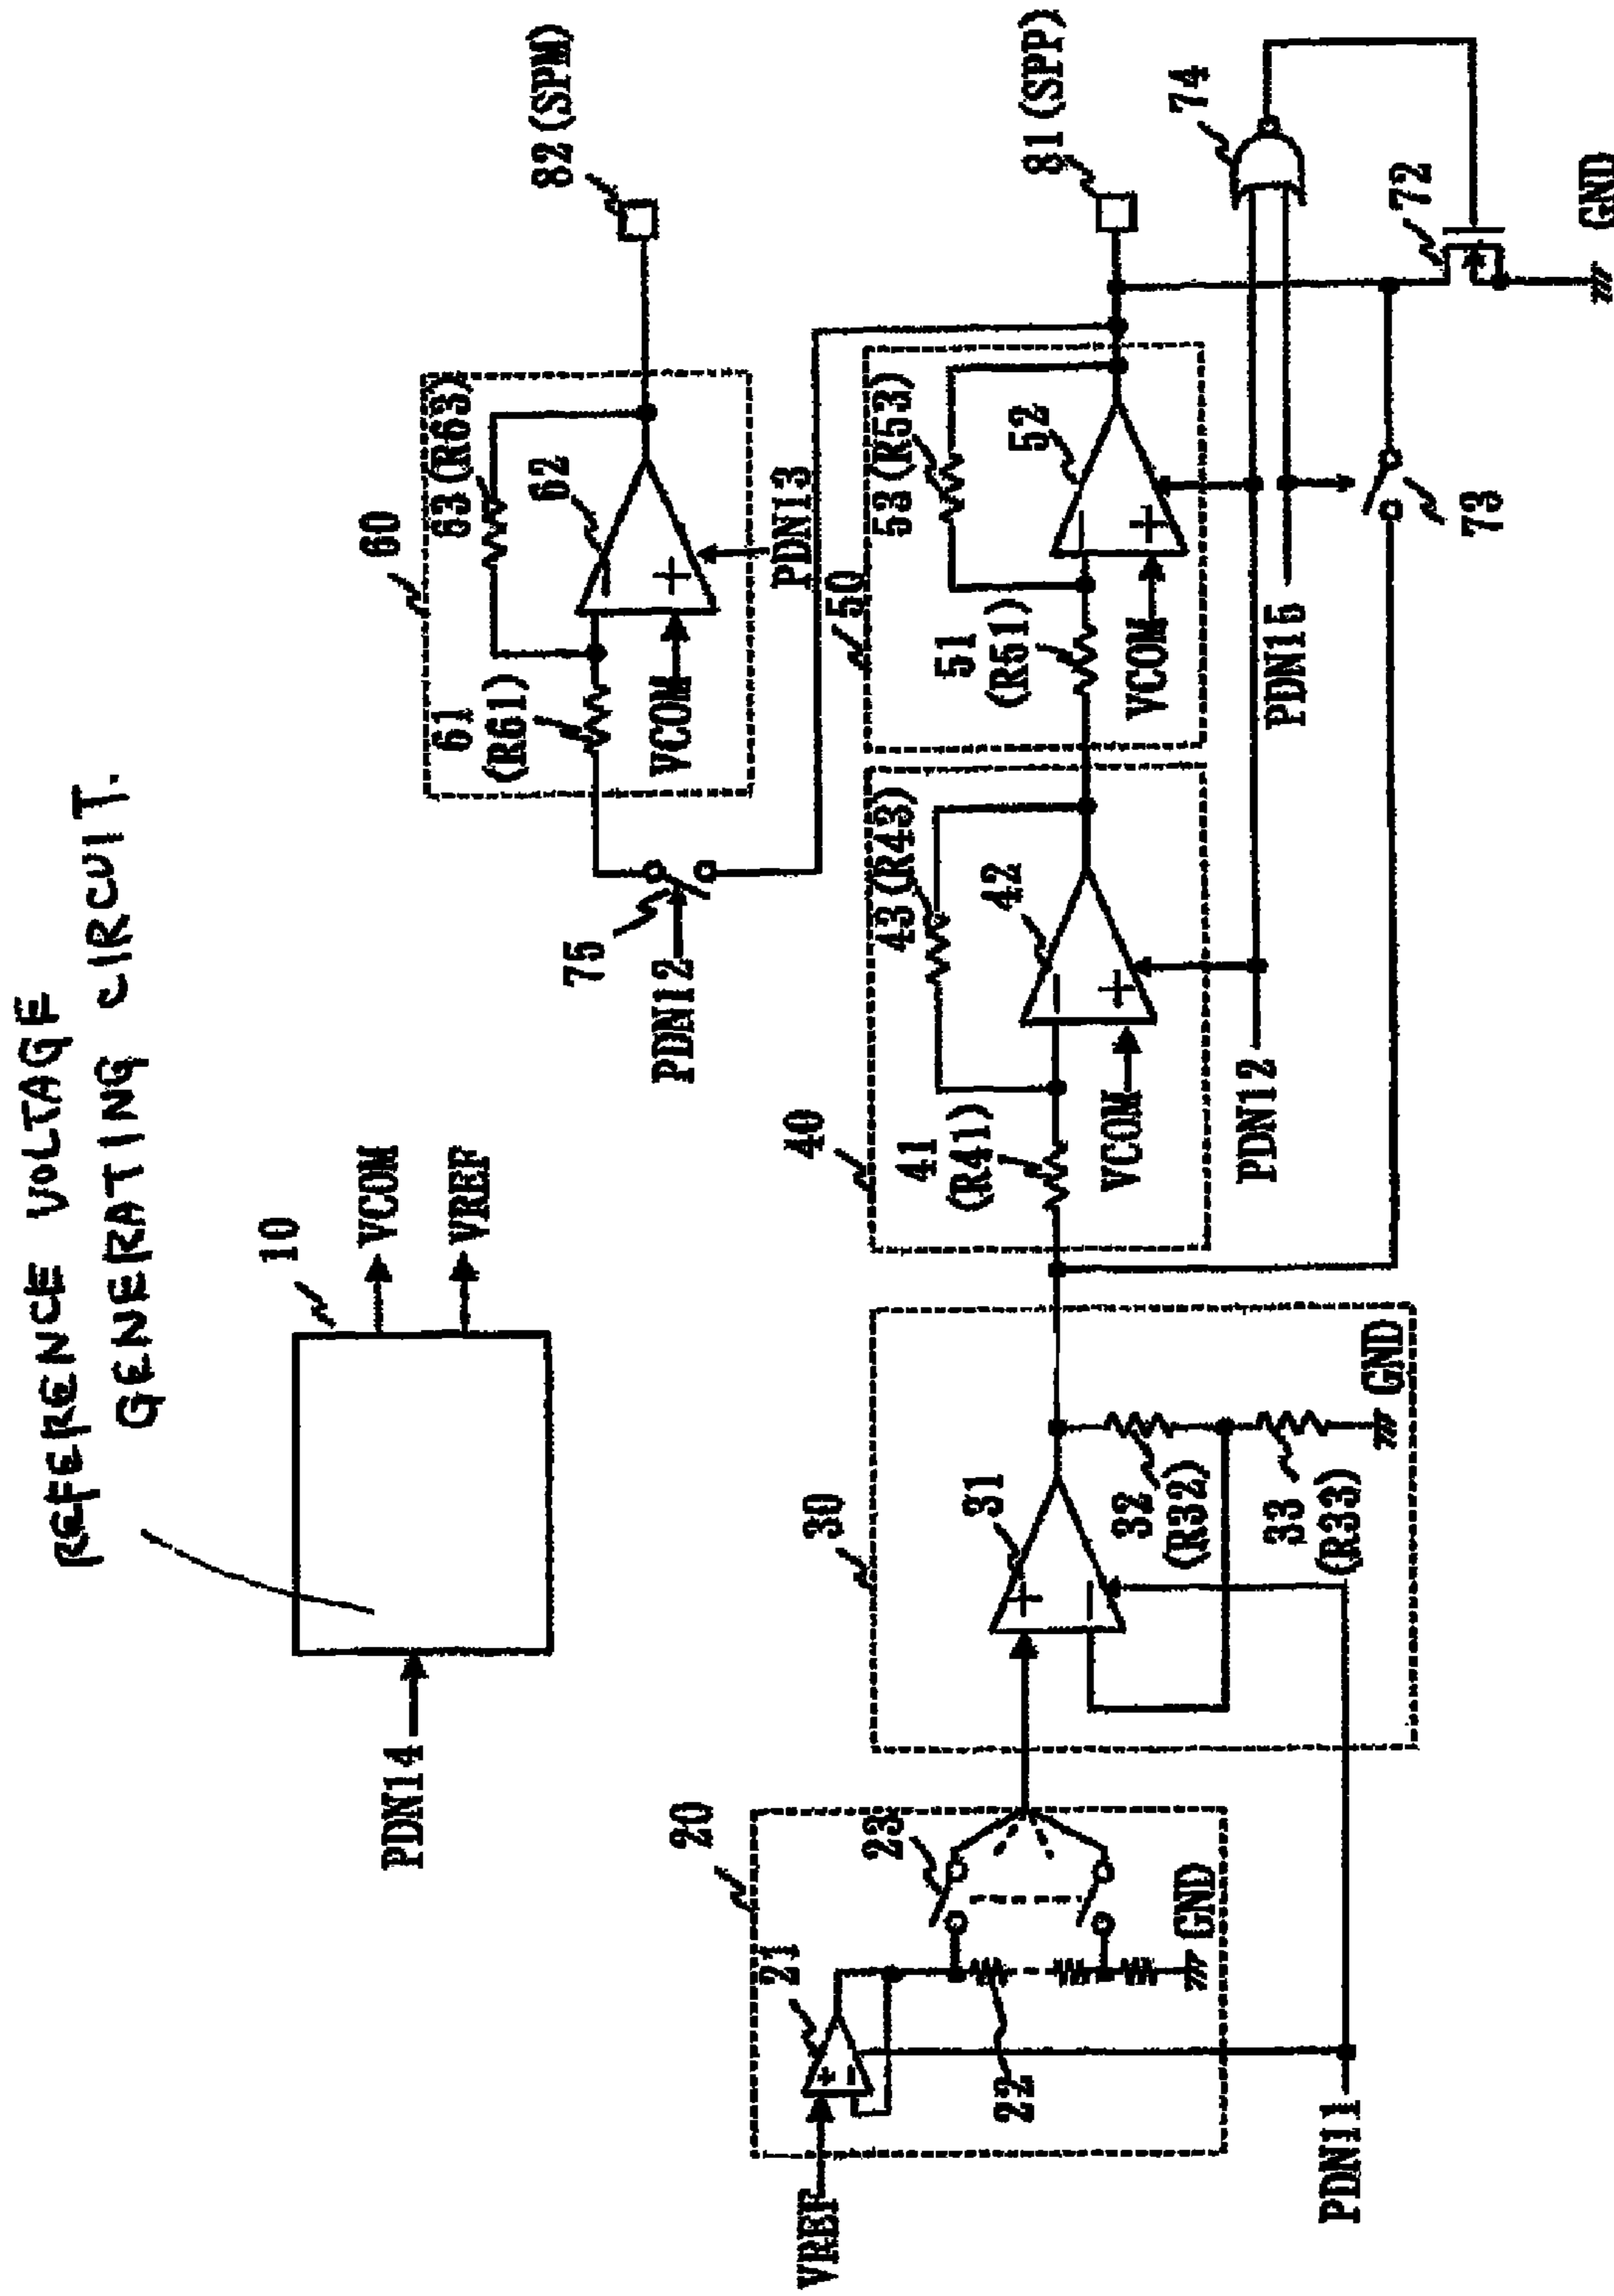 REFERENCE VOLTAGE
GENERATING CIRCUIT.
10
PDN14
VCOM
VREF
60
61
(R61)
63(R63)
62
82(SPM)
VCOM
PDN13
75
PDN12
20
VREF
21
23
22
GND
PDN11
30
31
32
(R32)
33
(R33)
GND
40
41
(R41)
43(R43)
42
VCOM
PDN12
50
51
(R51)
53(R53)
52
VCOM
PDN15
81(SPP)
74
72
73
GND